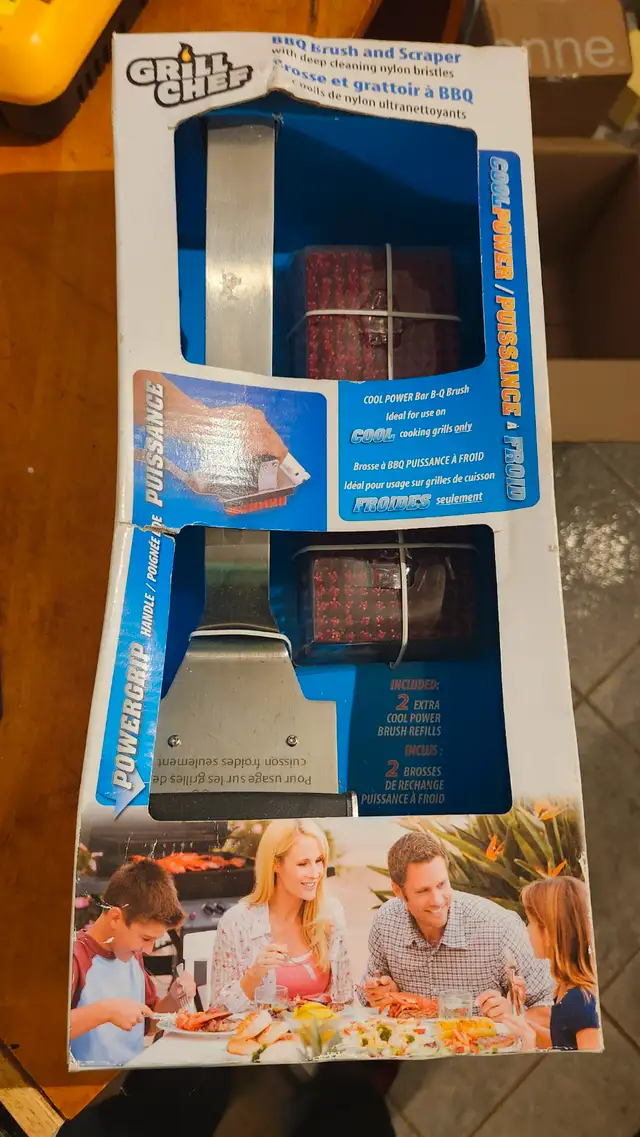 GRILL
CHEF
BBQ Brush and Scraper
with deep cleaning nylon bristles
Brosse et grattoir à BBQ
de nylon ultranettoyants
COOL POWER / PUISSANCE À FROID
COOL POWER Bar B-Q Brush
Ideal for use on
COOL cooking grills only
Brosse à BBQ PUISSANCE À FROID
Idéal pour usage sur grilles de cuisson
FROIDES seulement
POWERGRIP HANDLE / POIGNÉE DE PUISSANCE
INCLUDED:
2 EXTRA
COOL POWER
BRUSH REFILLS
INCLUS :
2 BROSSES
DE RECHANGE
PUISSANCE À FROID
Pour usage sur les grilles de
cuisson froides seulement
enne.